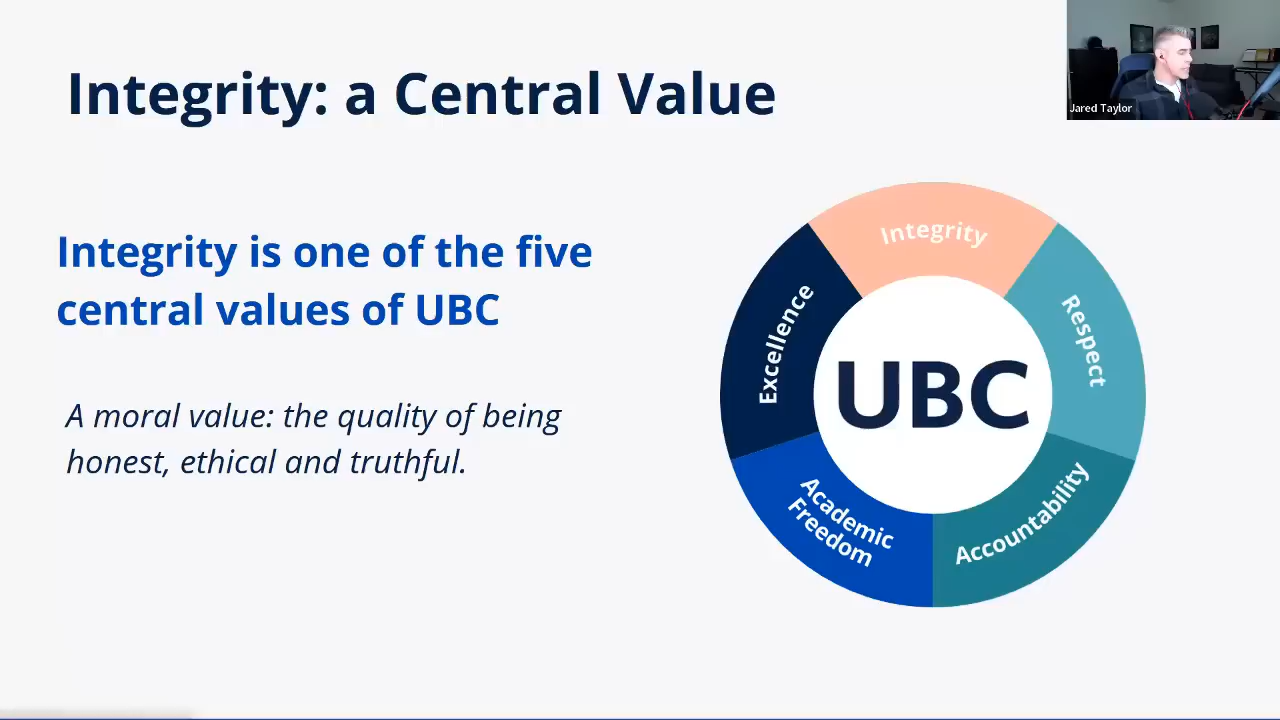 Integrity: a Central Value
Jared Taylor
Integrity is one of the five
central values of UBC
A moral value: the quality of being
honest, ethical and truthful.
Integrity
Respect
Accountability
Academic
Freedom
Excellence
UBC